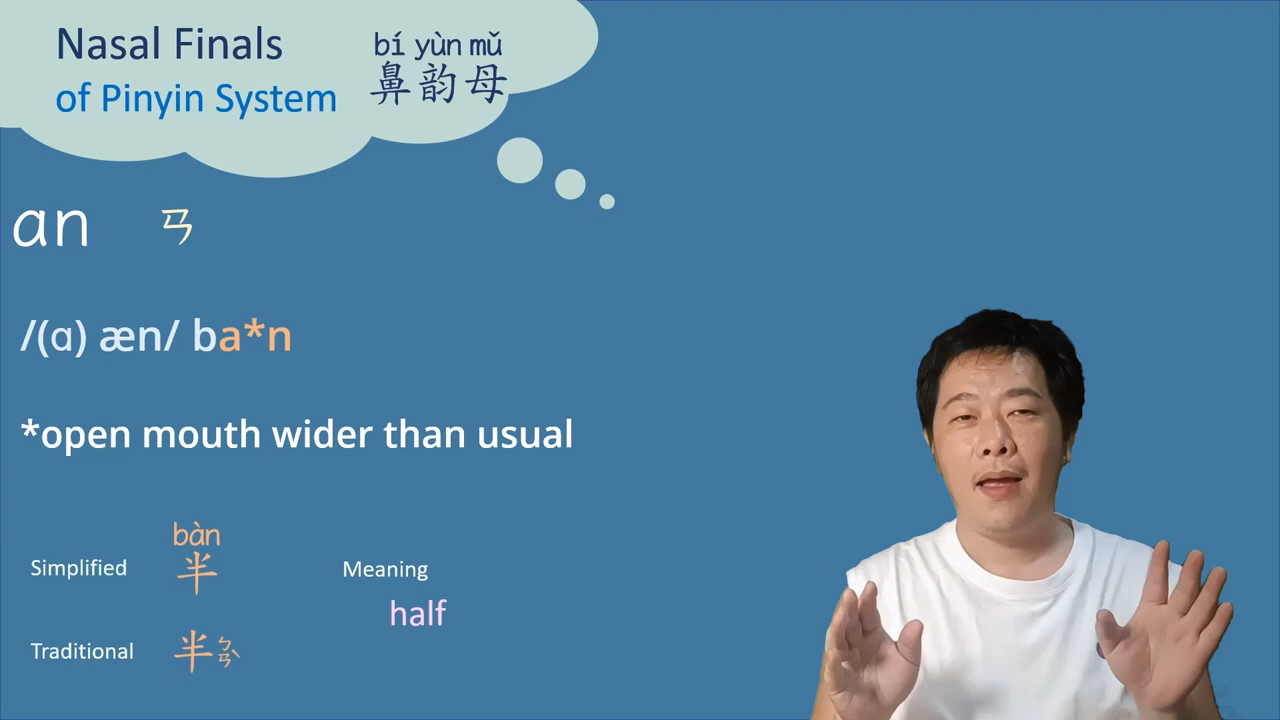 Nasal Finals
of Pinyin System
bí yùn mǔ
鼻韵母
an ㄢ
/(ɑ) æn/ ba*n
*open mouth wider than usual
bàn
Simplified 半 Meaning
half
Traditional 半ㄅㄢˋ